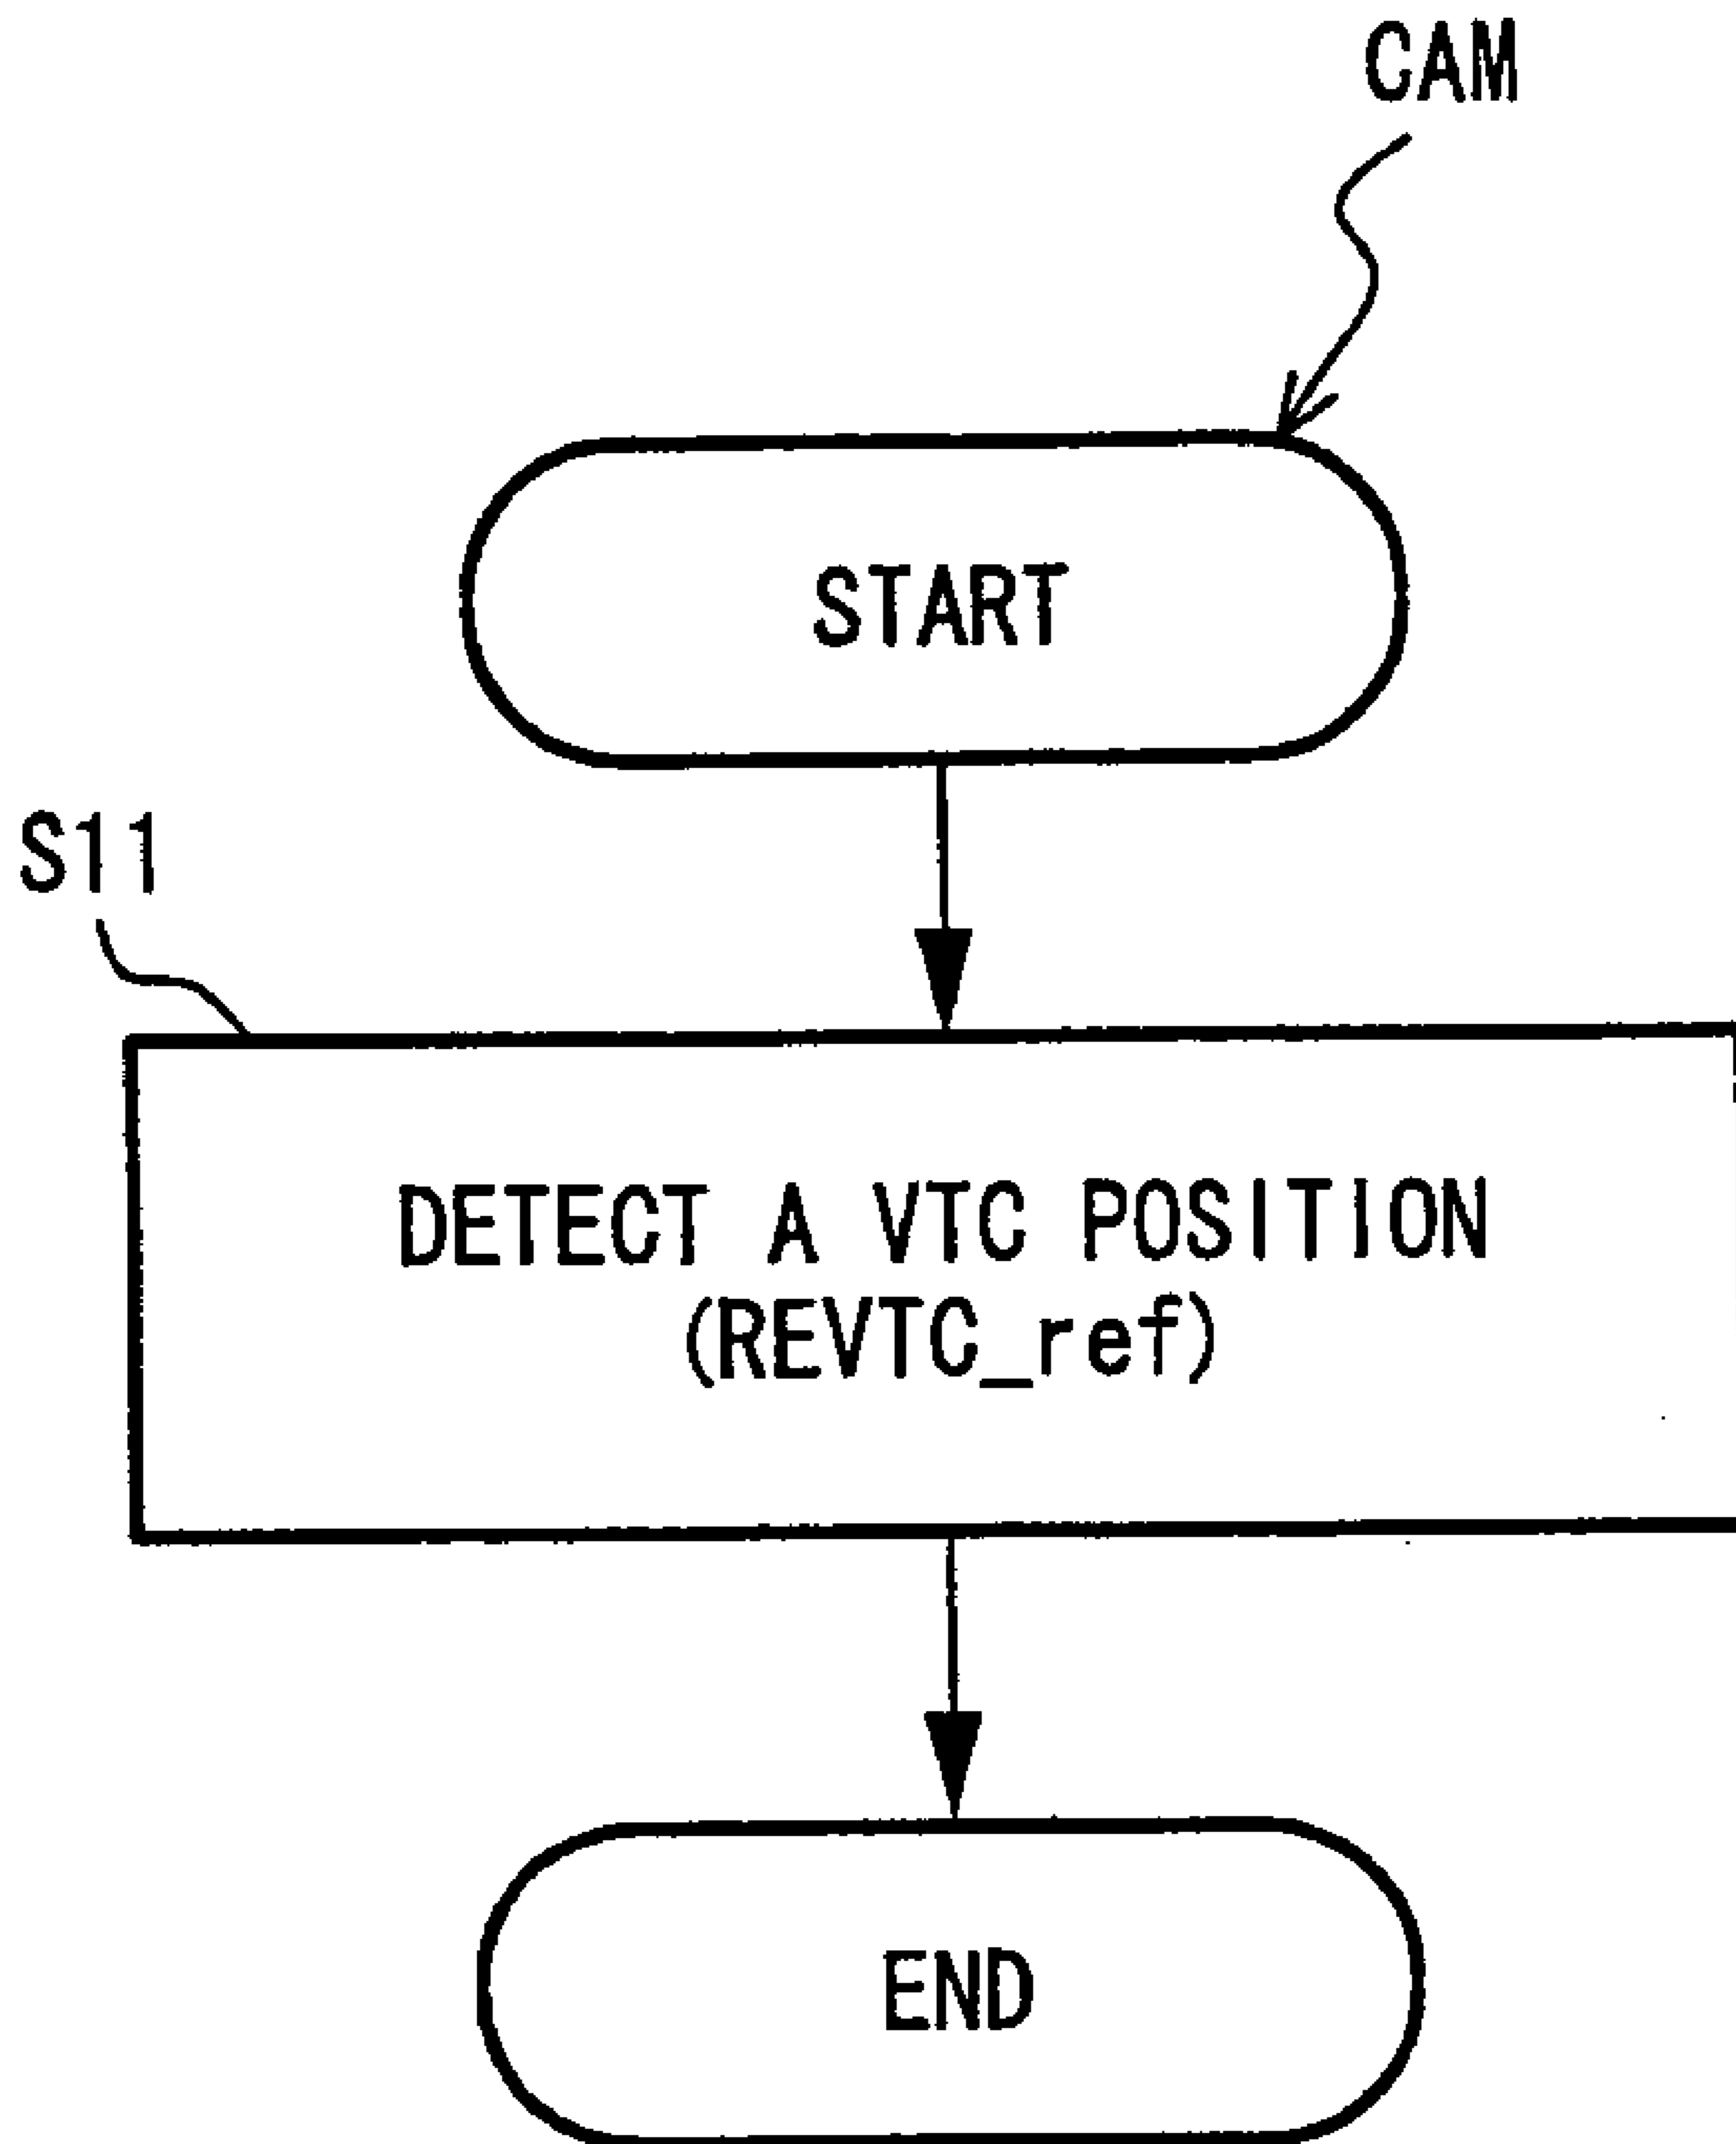 CAM
START
S11
DETECT A VTC POSITION
(REVTC_ref)
END